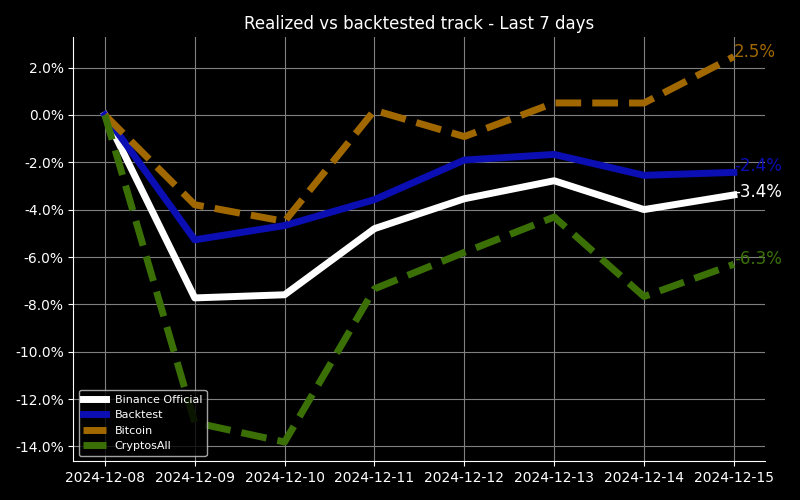 Realized vs backtested track - Last 7 days
2.5%
2.0%
0.0%
-2.0%
-2.4%
-3.4%
-4.0%
-6.0%
-6.3%
-8.0%
-10.0%
-12.0%
-14.0%
Binance Official
Backtest
Bitcoin
CryptosAll
2024-12-08 2024-12-09 2024-12-10 2024-12-11 2024-12-12 2024-12-13 2024-12-14 2024-12-15